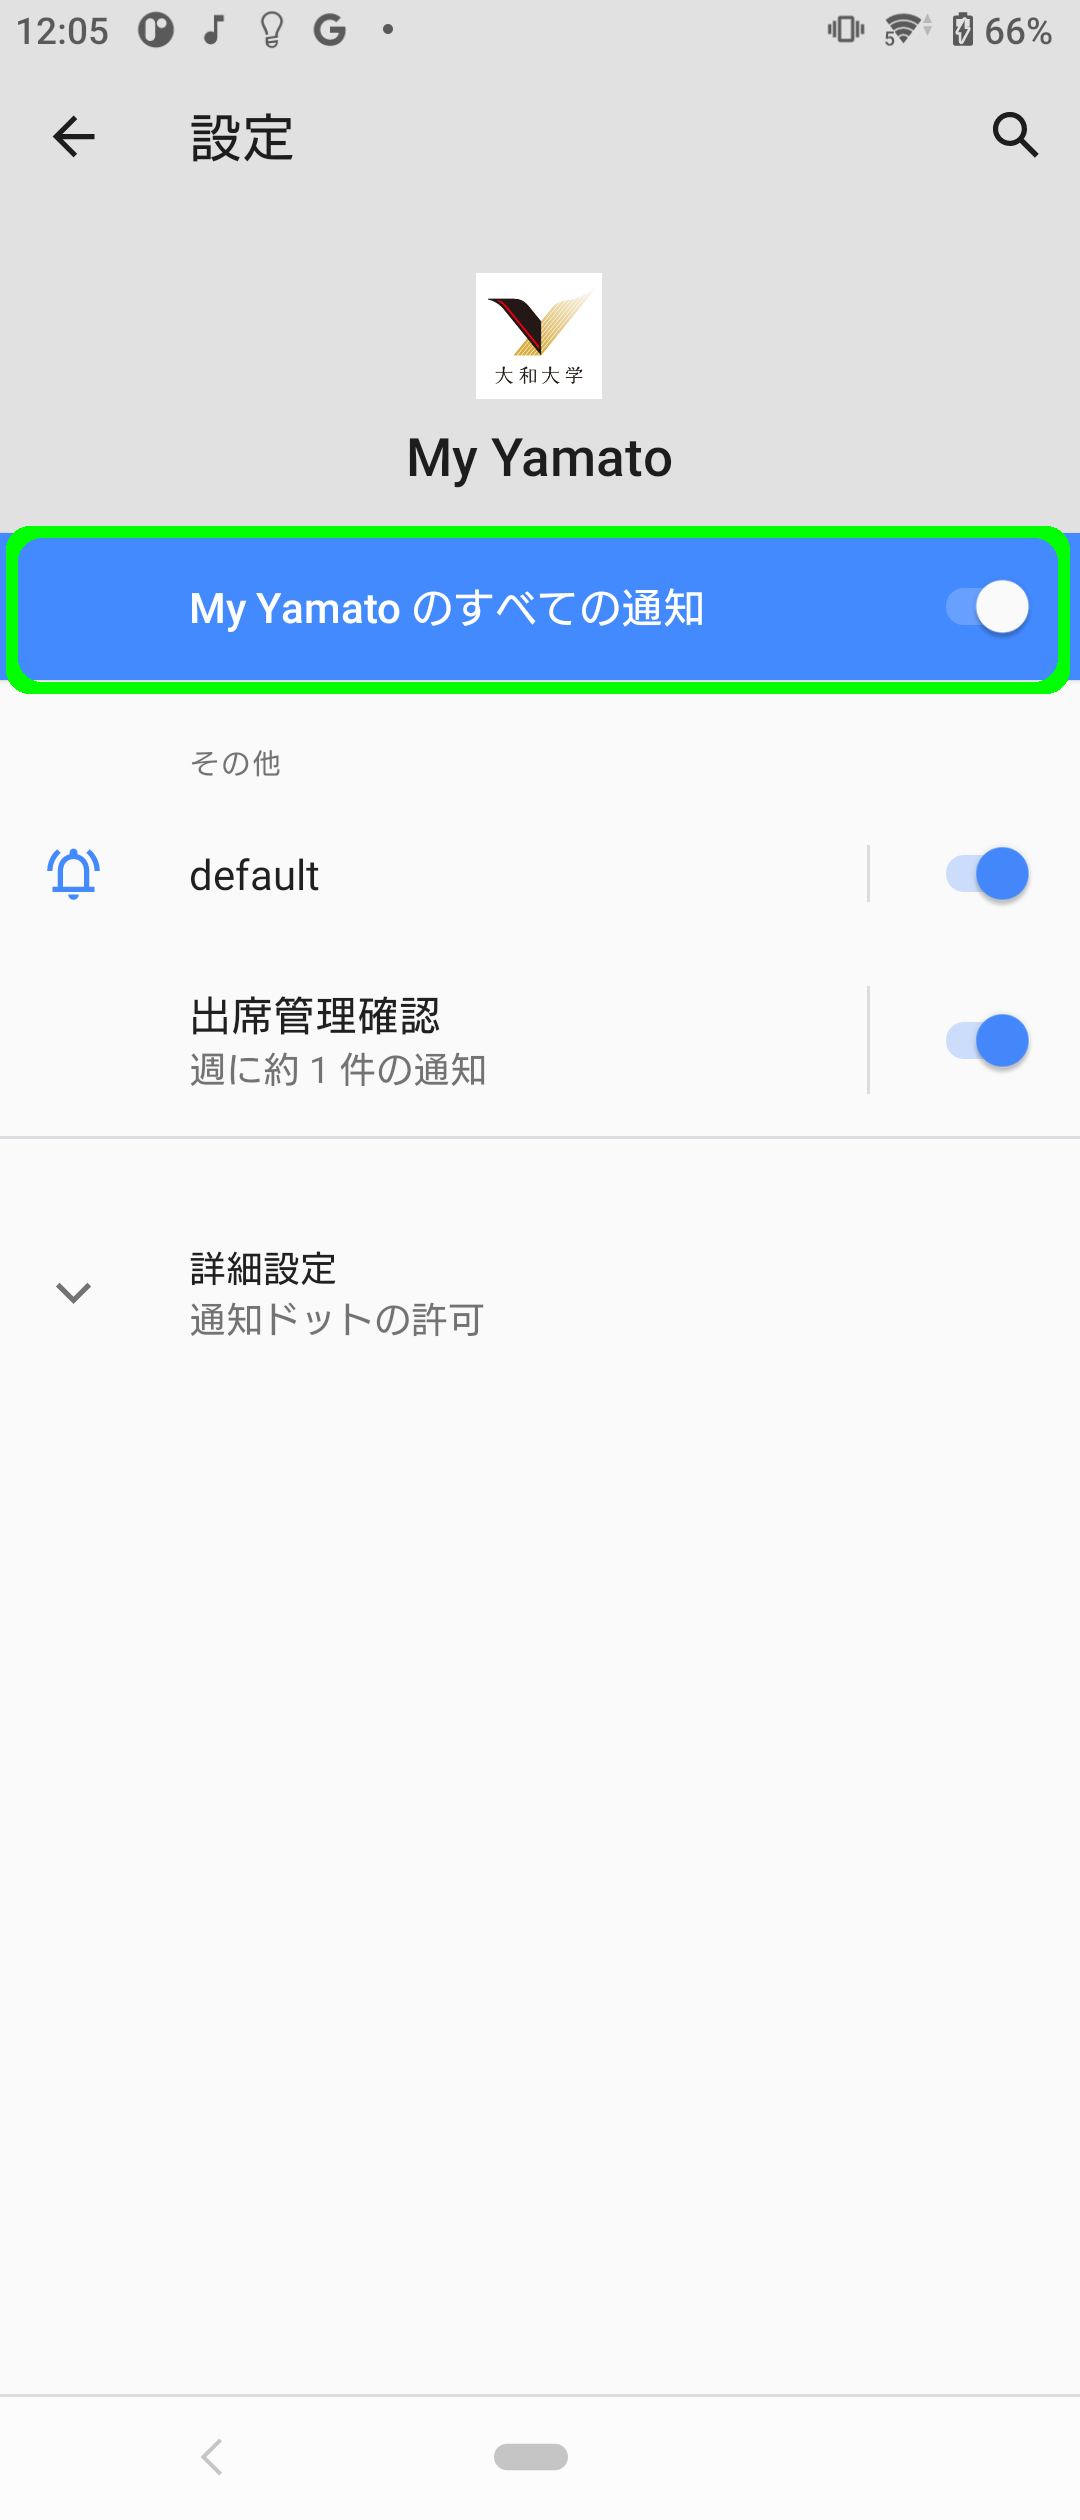 12:05
5
66%
設定
大和大学
My Yamato
My Yamato のすべての通知
その他
default
出席管理確認
週に約 1 件の通知
詳細設定
通知ドットの許可